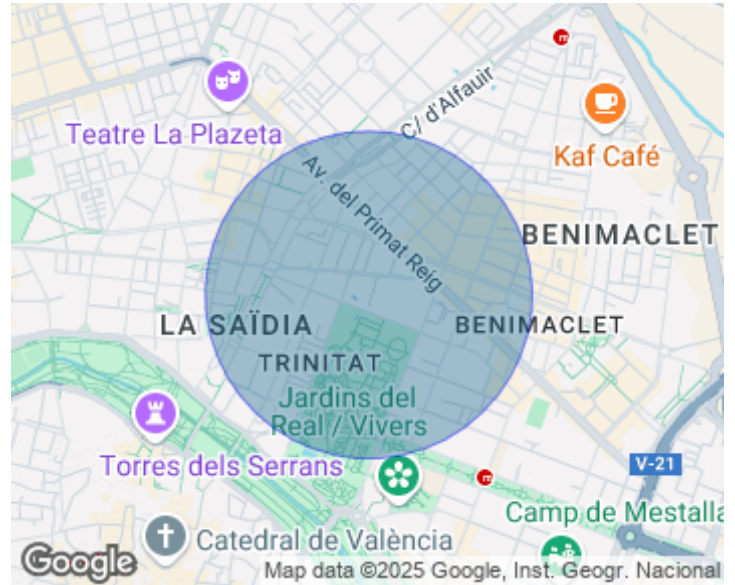 C/ d'Alfauir
Teatre La Plazeta
Kaf Café
Av. del Primat Reig
BENIMACLET
LA SAÏDIA
BENIMACLET
TRINITAT
Jardins del
Real / Vivers
Torres dels Serrans
V-21
Camp de Mestalla
Catedral de València
Google
Map data ©2025 Google, Inst. Geogr. Nacional